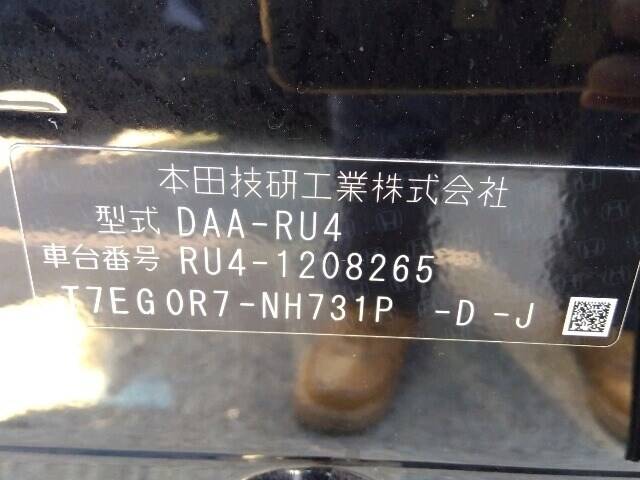 本田技研工業株式会社
型式 DAA-RU4
車台番号 RU4-1208265
T7EG0R7-NH731P -D -J